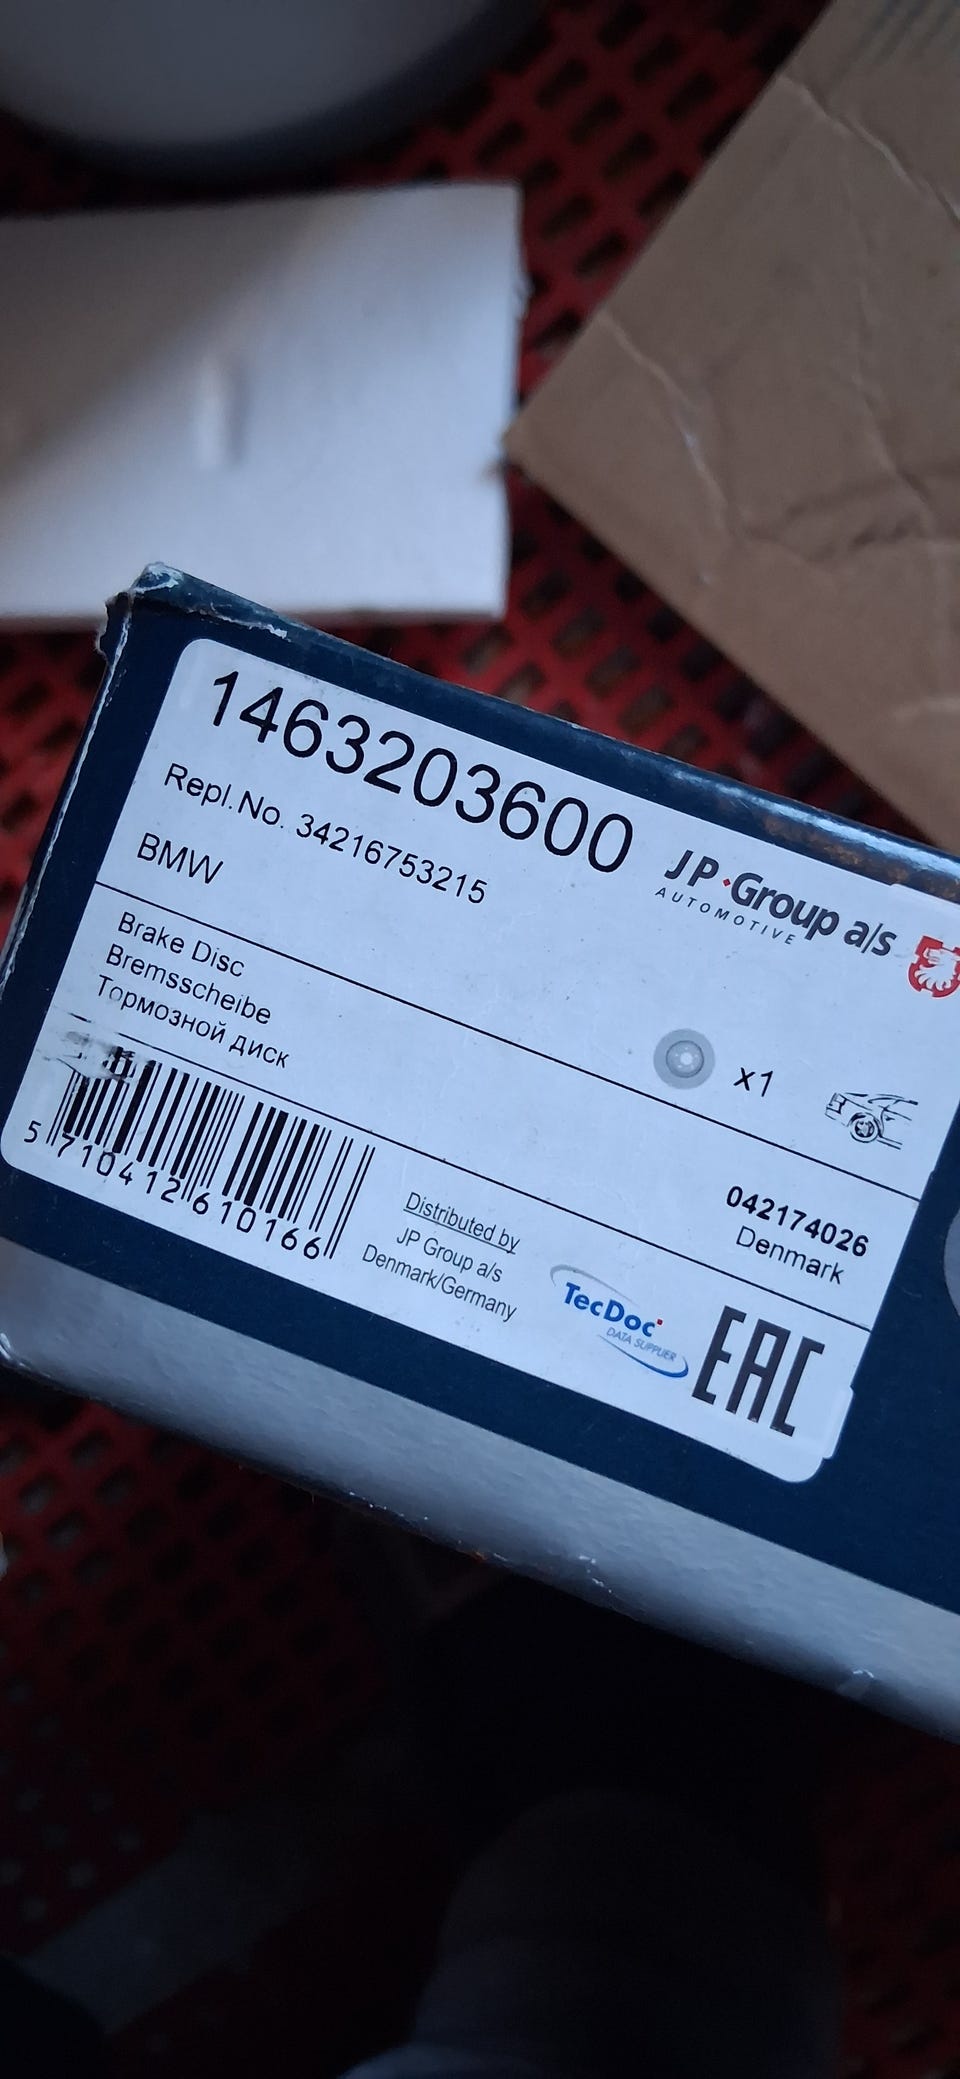 1463203600
Repl.No. 34216753215
BMW
JP Group a/s
AUTOMOTIVE
Brake Disc
Bremsscheibe
Тормозной диск
x1
5 710412 610166
Distributed by
JP Group a/s
Denmark/Germany
042174026
Denmark
TecDoc
DATA SUPPLIER
EAC